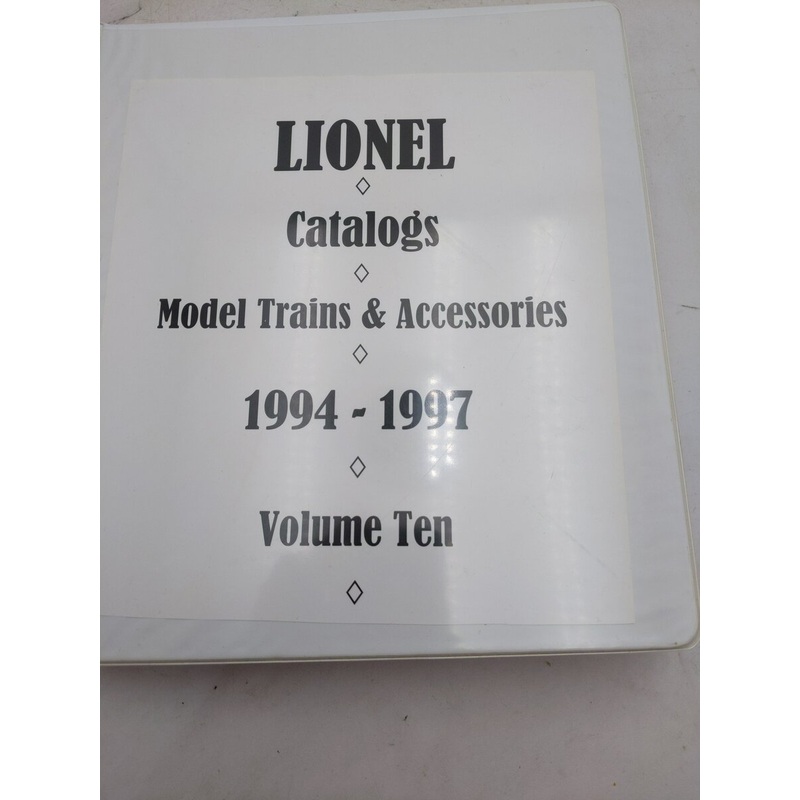 LIONEL
◊
Catalogs
◊
Model Trains & Accessories
◊
1994 - 1997
◊
Volume Ten
◊